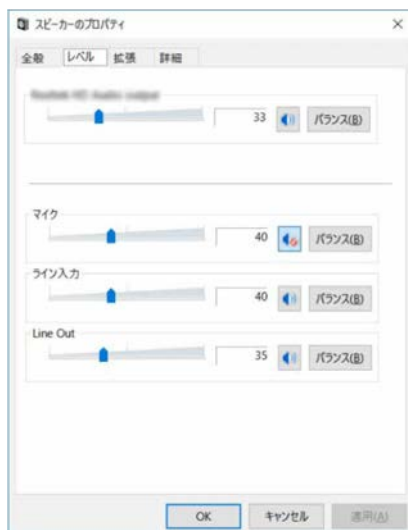 スピーカーのプロパティ
全般 レベル 拡張 詳細
33 バランス(B)
マイク
40 バランス(B)
ライン入力
40 バランス(B)
Line Out
35 バランス(B)
OK キャンセル 適用(A)